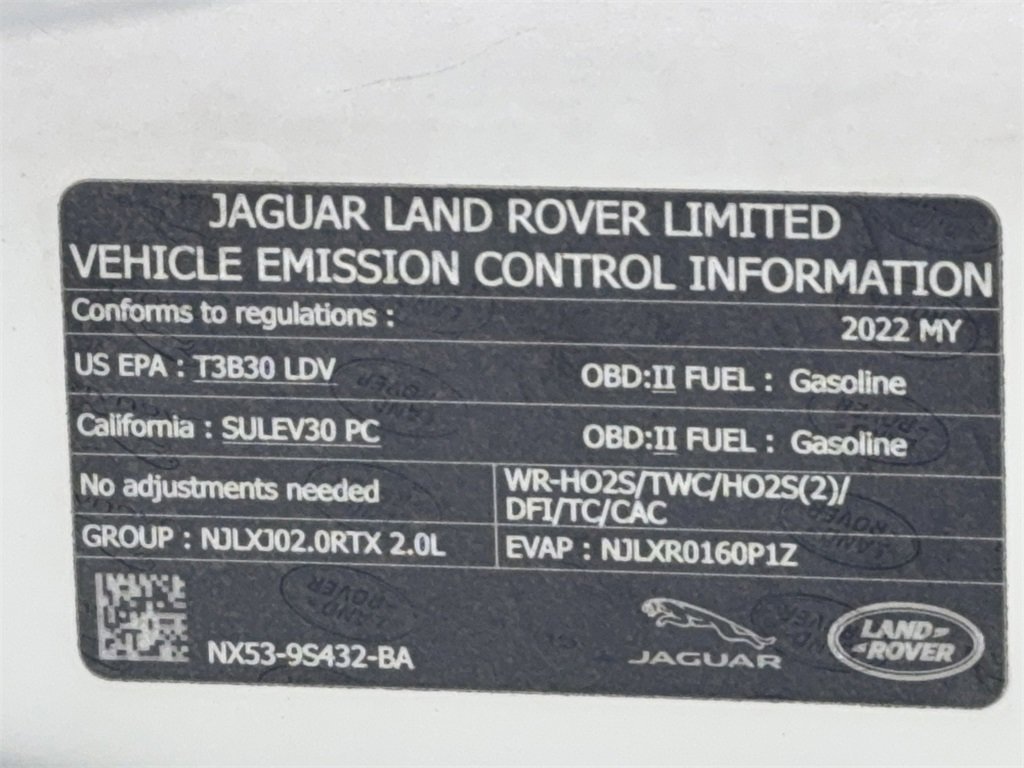 JAGUAR LAND ROVER LIMITED
VEHICLE EMISSION CONTROL INFORMATION
Conforms to regulations :
2022 MY
US EPA : T3B30 LDV OBD:II FUEL : Gasoline
California : SULEV30 PC OBD:II FUEL : Gasoline
No adjustments needed
WR-HO2S/TWC/HO2S(2)/
DFI/TC/CAC
GROUP : NJLXJ02.0RTX 2.0L
EVAP : NJLXR0160P1Z
NX53-9S432-BA
JAGUAR
LAND-
-ROVER